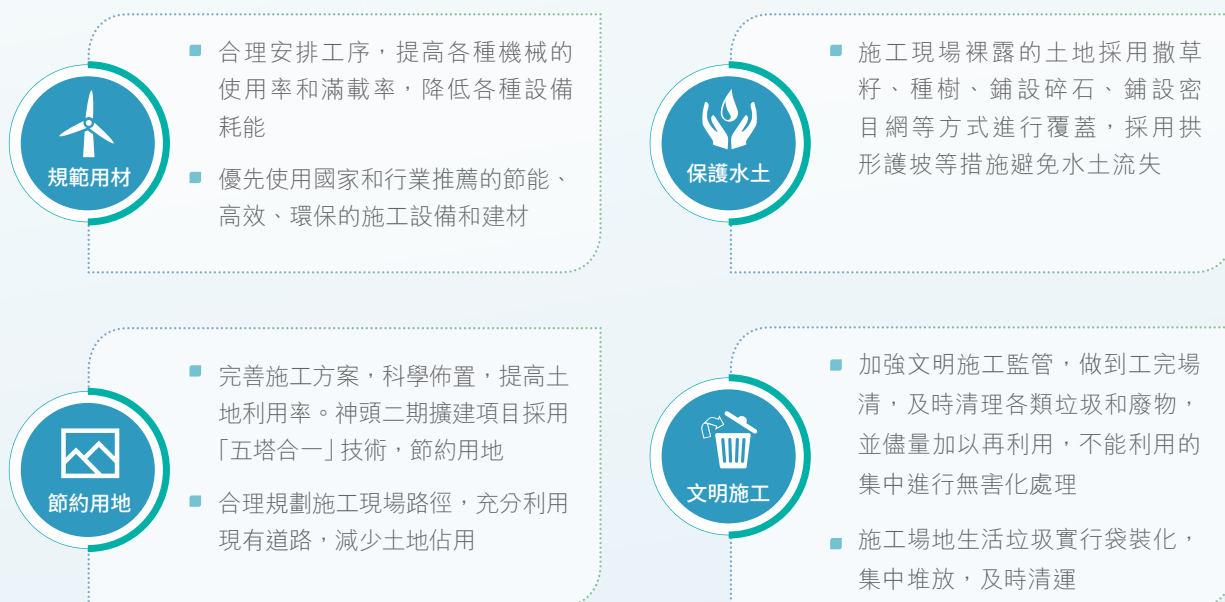 規範用材
合理安排工序，提高各種機械的
使用率和滿載率，降低各種設備
耗能
優先使用國家和行業推薦的節能、
高效、環保的施工設備和建材
保護水土
施工現場裸露的土地採用撒草
籽、種樹、鋪設碎石、鋪設密
目網等方式進行覆蓋，採用拱
形護坡等措施避免水土流失
節約用地
完善施工方案，科學佈置，提高土
地利用率。神頭二期擴建項目採用
「五塔合一」技術，節約用地
合理規劃施工現場路徑，充分利用
現有道路，減少土地佔用
文明施工
加強文明施工監管，做到工完場
清，及時清理各類垃圾和廢物，
並儘量加以再利用，不能利用的
集中進行無害化處理
施工場地生活垃圾實行袋裝化，
集中堆放，及時清運